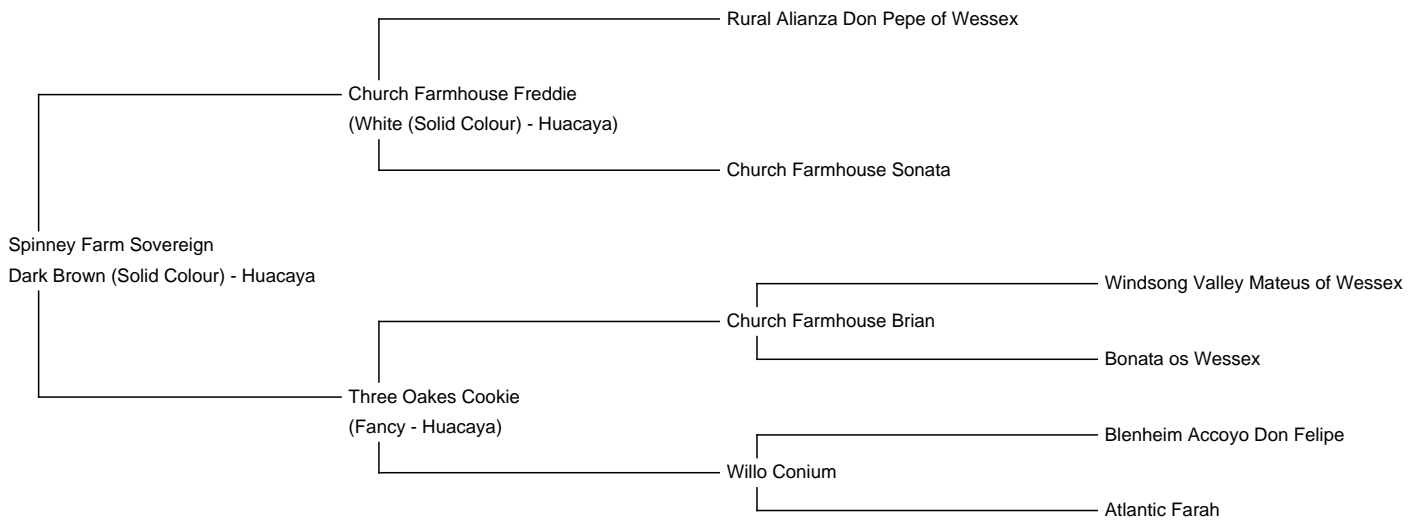 Rural Alianza Don Pepe of Wessex
Church Farmhouse Freddie
(White (Solid Colour) - Huacaya)
Church Farmhouse Sonata
Spinney Farm Sovereign
Dark Brown (Solid Colour) - Huacaya
Windsong Valley Mateus of Wessex
Church Farmhouse Brian
Bonata os Wessex
Three Oakes Cookie
(Fancy - Huacaya)
Blenheim Accoyo Don Felipe
Willo Conium
Atlantic Farah